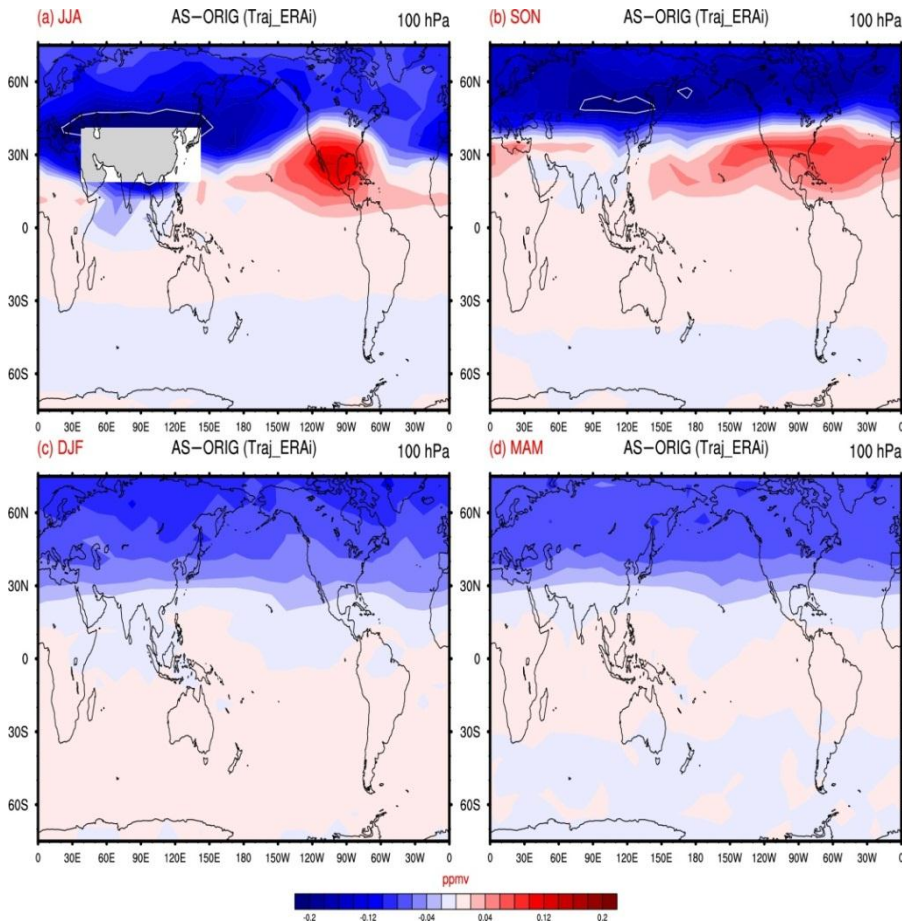 (a) JJA AS−ORIG (Traj_ERAi) 100 hPa
(b) SON AS−ORIG (Traj_ERAi) 100 hPa
60N
30N
0
30S
60S
0 30E 60E 90E 120E 150E 180 150W 120W 90W 60W 30W 0
60N
30N
0
30S
60S
0 30E 60E 90E 120E 150E 180 150W 120W 90W 60W 30W 0
(c) DJF AS−ORIG (Traj_ERAi) 100 hPa
(d) MAM AS−ORIG (Traj_ERAi) 100 hPa
60N
30N
0
30S
60S
0 30E 60E 90E 120E 150E 180 150W 120W 90W 60W 30W 0
60N
30N
0
30S
60S
0 30E 60E 90E 120E 150E 180 150W 120W 90W 60W 30W 0
ppmv
-0.2 -0.12 -0.04 0.04 0.12 0.2